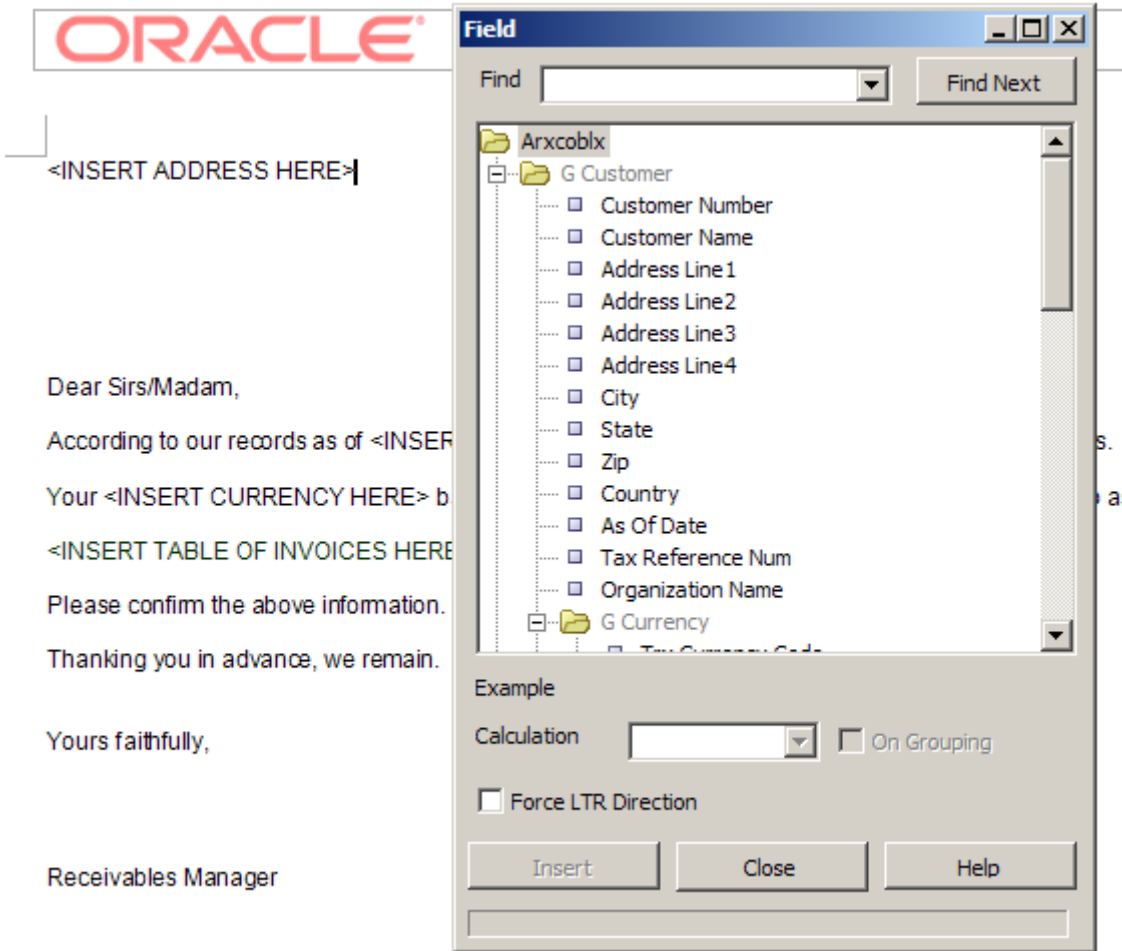 ORACLE
<INSERT ADDRESS HERE>
Dear Sirs/Madam,
According to our records as of <INSER
s.
Your <INSERT CURRENCY HERE> b
as
<INSERT TABLE OF INVOICES HERE
Please confirm the above information.
Thanking you in advance, we remain.
Yours faithfully,
Receivables Manager
Field
Find
Find Next
Arxcoblx
G Customer
Customer Number
Customer Name
Address Line1
Address Line2
Address Line3
Address Line4
City
State
Zip
Country
As Of Date
Tax Reference Num
Organization Name
G Currency
Trx Currency Code
Example
Calculation
On Grouping
Force LTR Direction
Insert
Close
Help